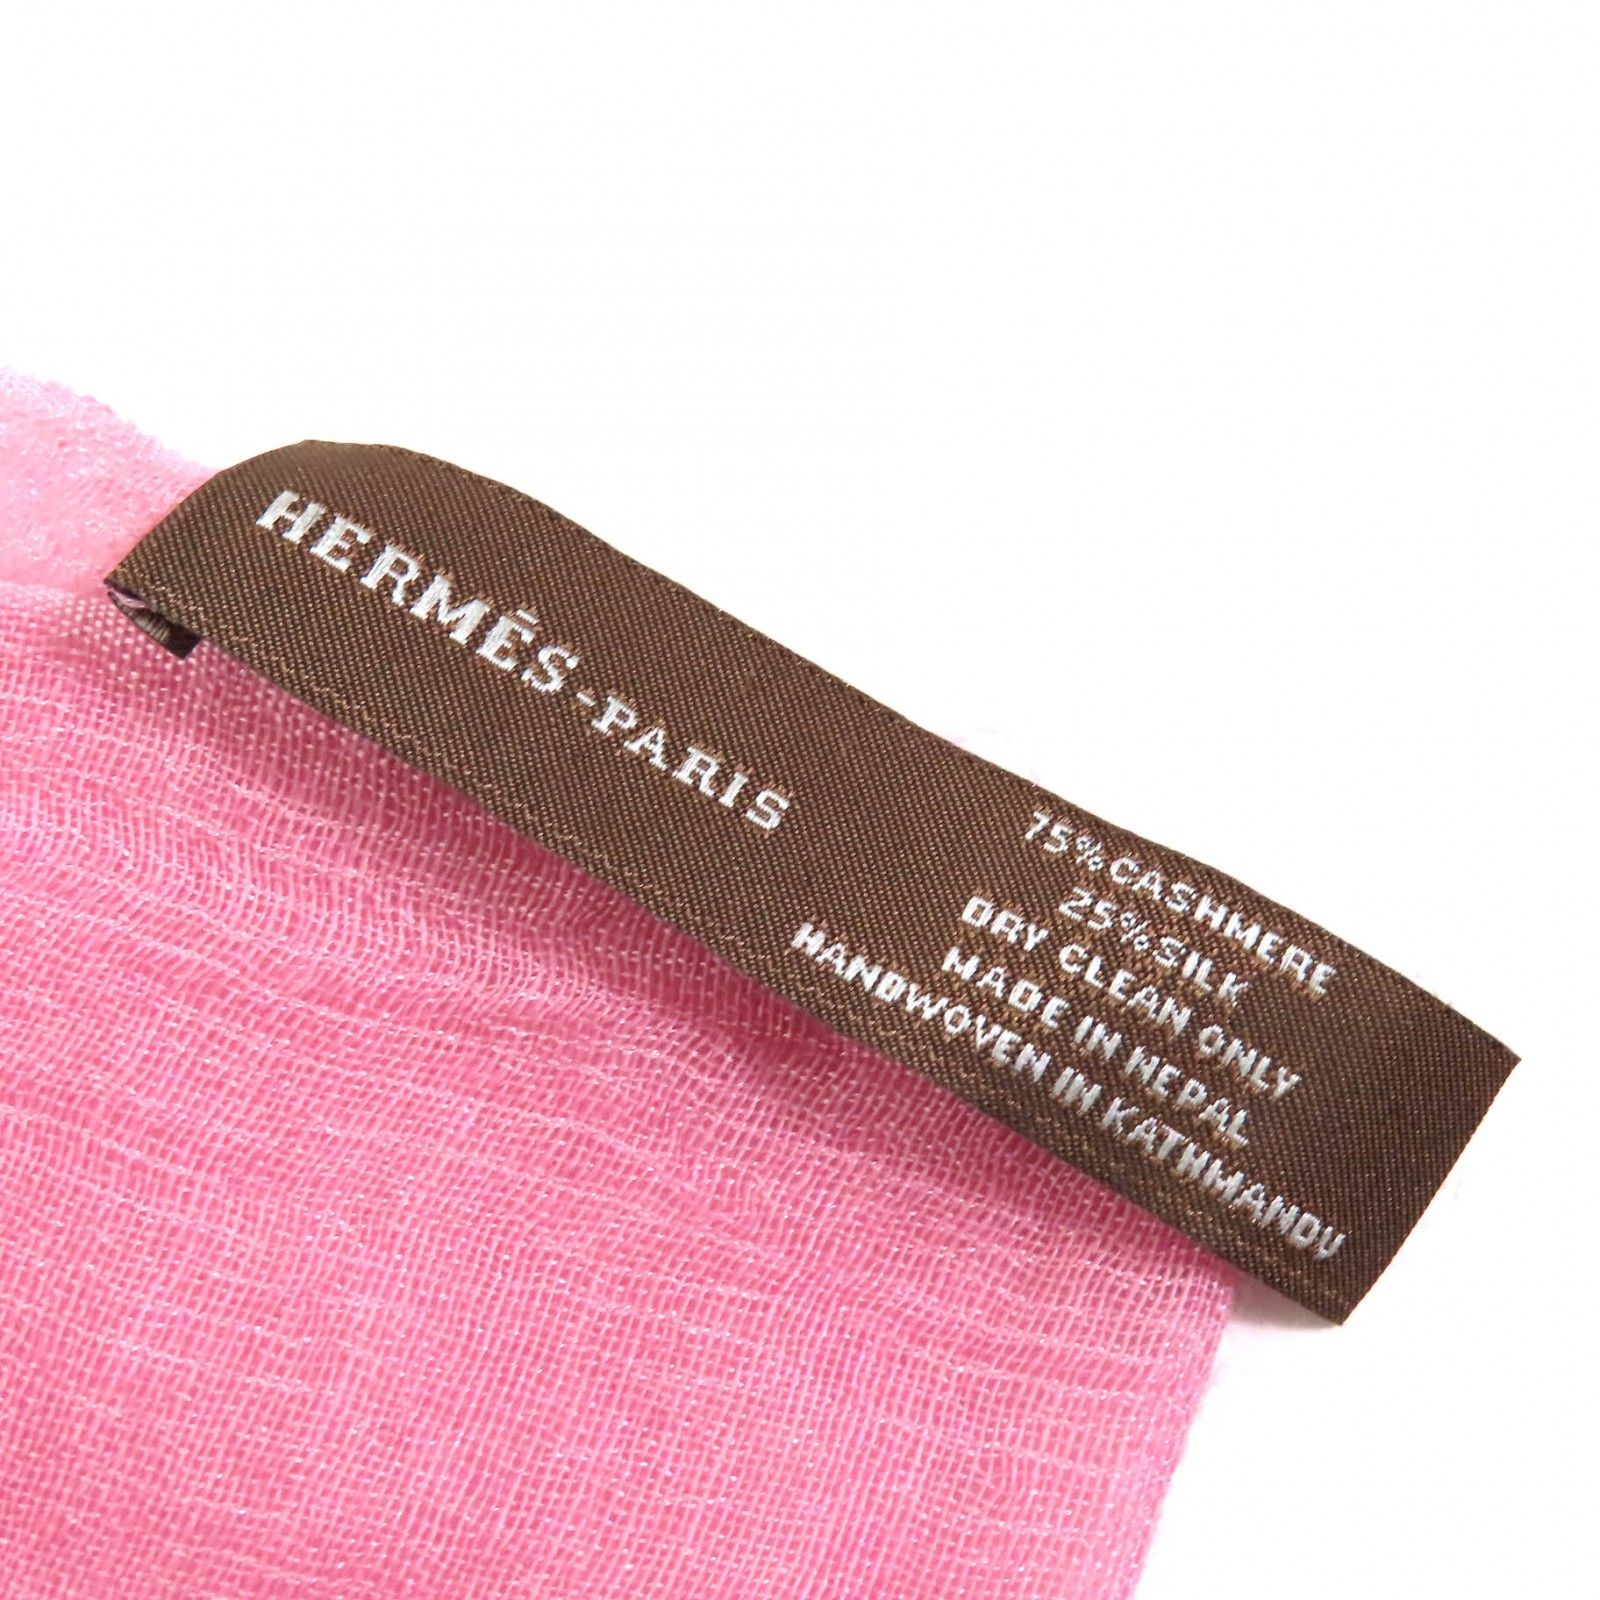 HERMÈS-PARIS
75%CASHMERE
25%SILK
DRY CLEAN ONLY
MADE IN NEPAL
HANDWOVEN IN KATHMANDU